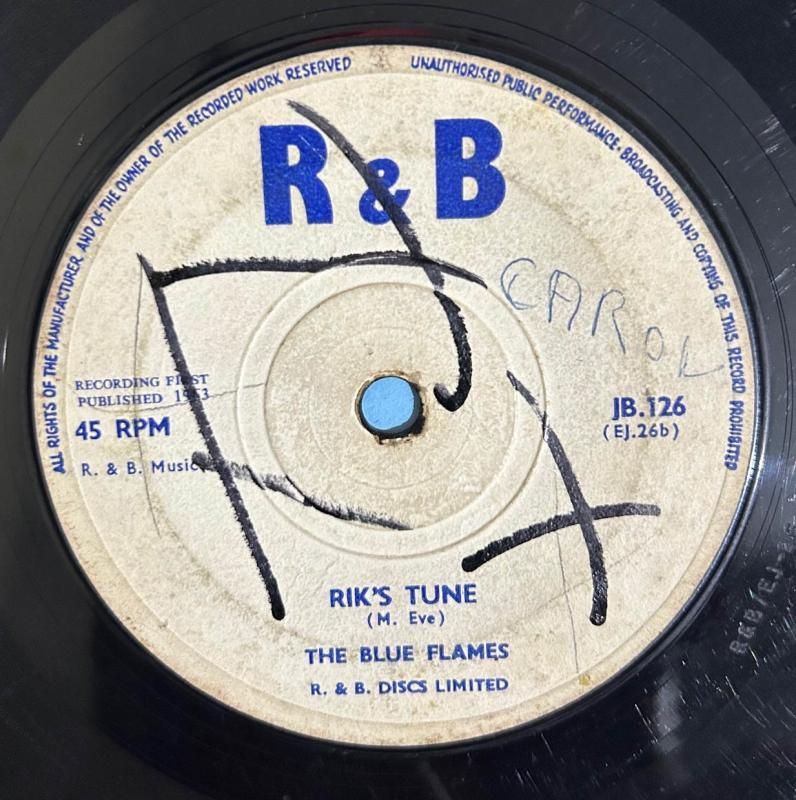 ALL RIGHTS OF THE MANUFACTURER AND OF THE OWNER OF THE RECORDED WORK RESERVED
UNAUTHORISED PUBLIC PERFORMANCE. BROADCASTING AND COPYING OF THIS RECORD PROHIBITED
R & B
CAROL
RECORDING FIRST
PUBLISHED 1963
45 RPM
R. & B. Music
JB.126
(EJ.26b)
RIK'S TUNE
(M. Eve)
THE BLUE FLAMES
R. & B. DISCS LIMITED